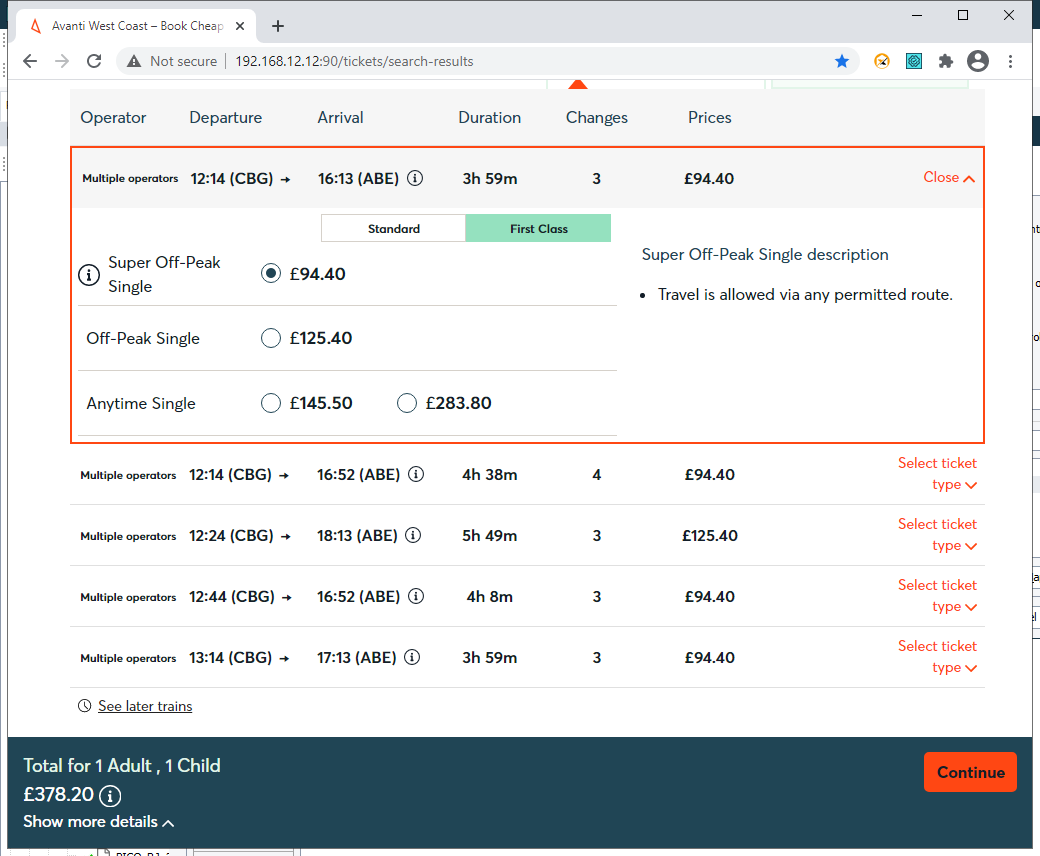 Avanti West Coast – Book Cheap
Not secure | 192.168.12.12:90/tickets/search-results
Operator Departure Arrival Duration Changes Prices
Multiple operators 12:14 (CBG) → 16:13 (ABE) 3h 59m 3 £94.40 Close
Standard First Class
Super Off-Peak
Single £94.40
Off-Peak Single £125.40
Anytime Single £145.50 £283.80
Super Off-Peak Single description
• Travel is allowed via any permitted route.
Multiple operators 12:14 (CBG) → 16:52 (ABE) 4h 38m 4 £94.40 Select ticket
type
Multiple operators 12:24 (CBG) → 18:13 (ABE) 5h 49m 3 £125.40 Select ticket
type
Multiple operators 12:44 (CBG) → 16:52 (ABE) 4h 8m 3 £94.40 Select ticket
type
Multiple operators 13:14 (CBG) → 17:13 (ABE) 3h 59m 3 £94.40 Select ticket
type
See later trains
Total for 1 Adult , 1 Child
£378.20
Show more details
Continue